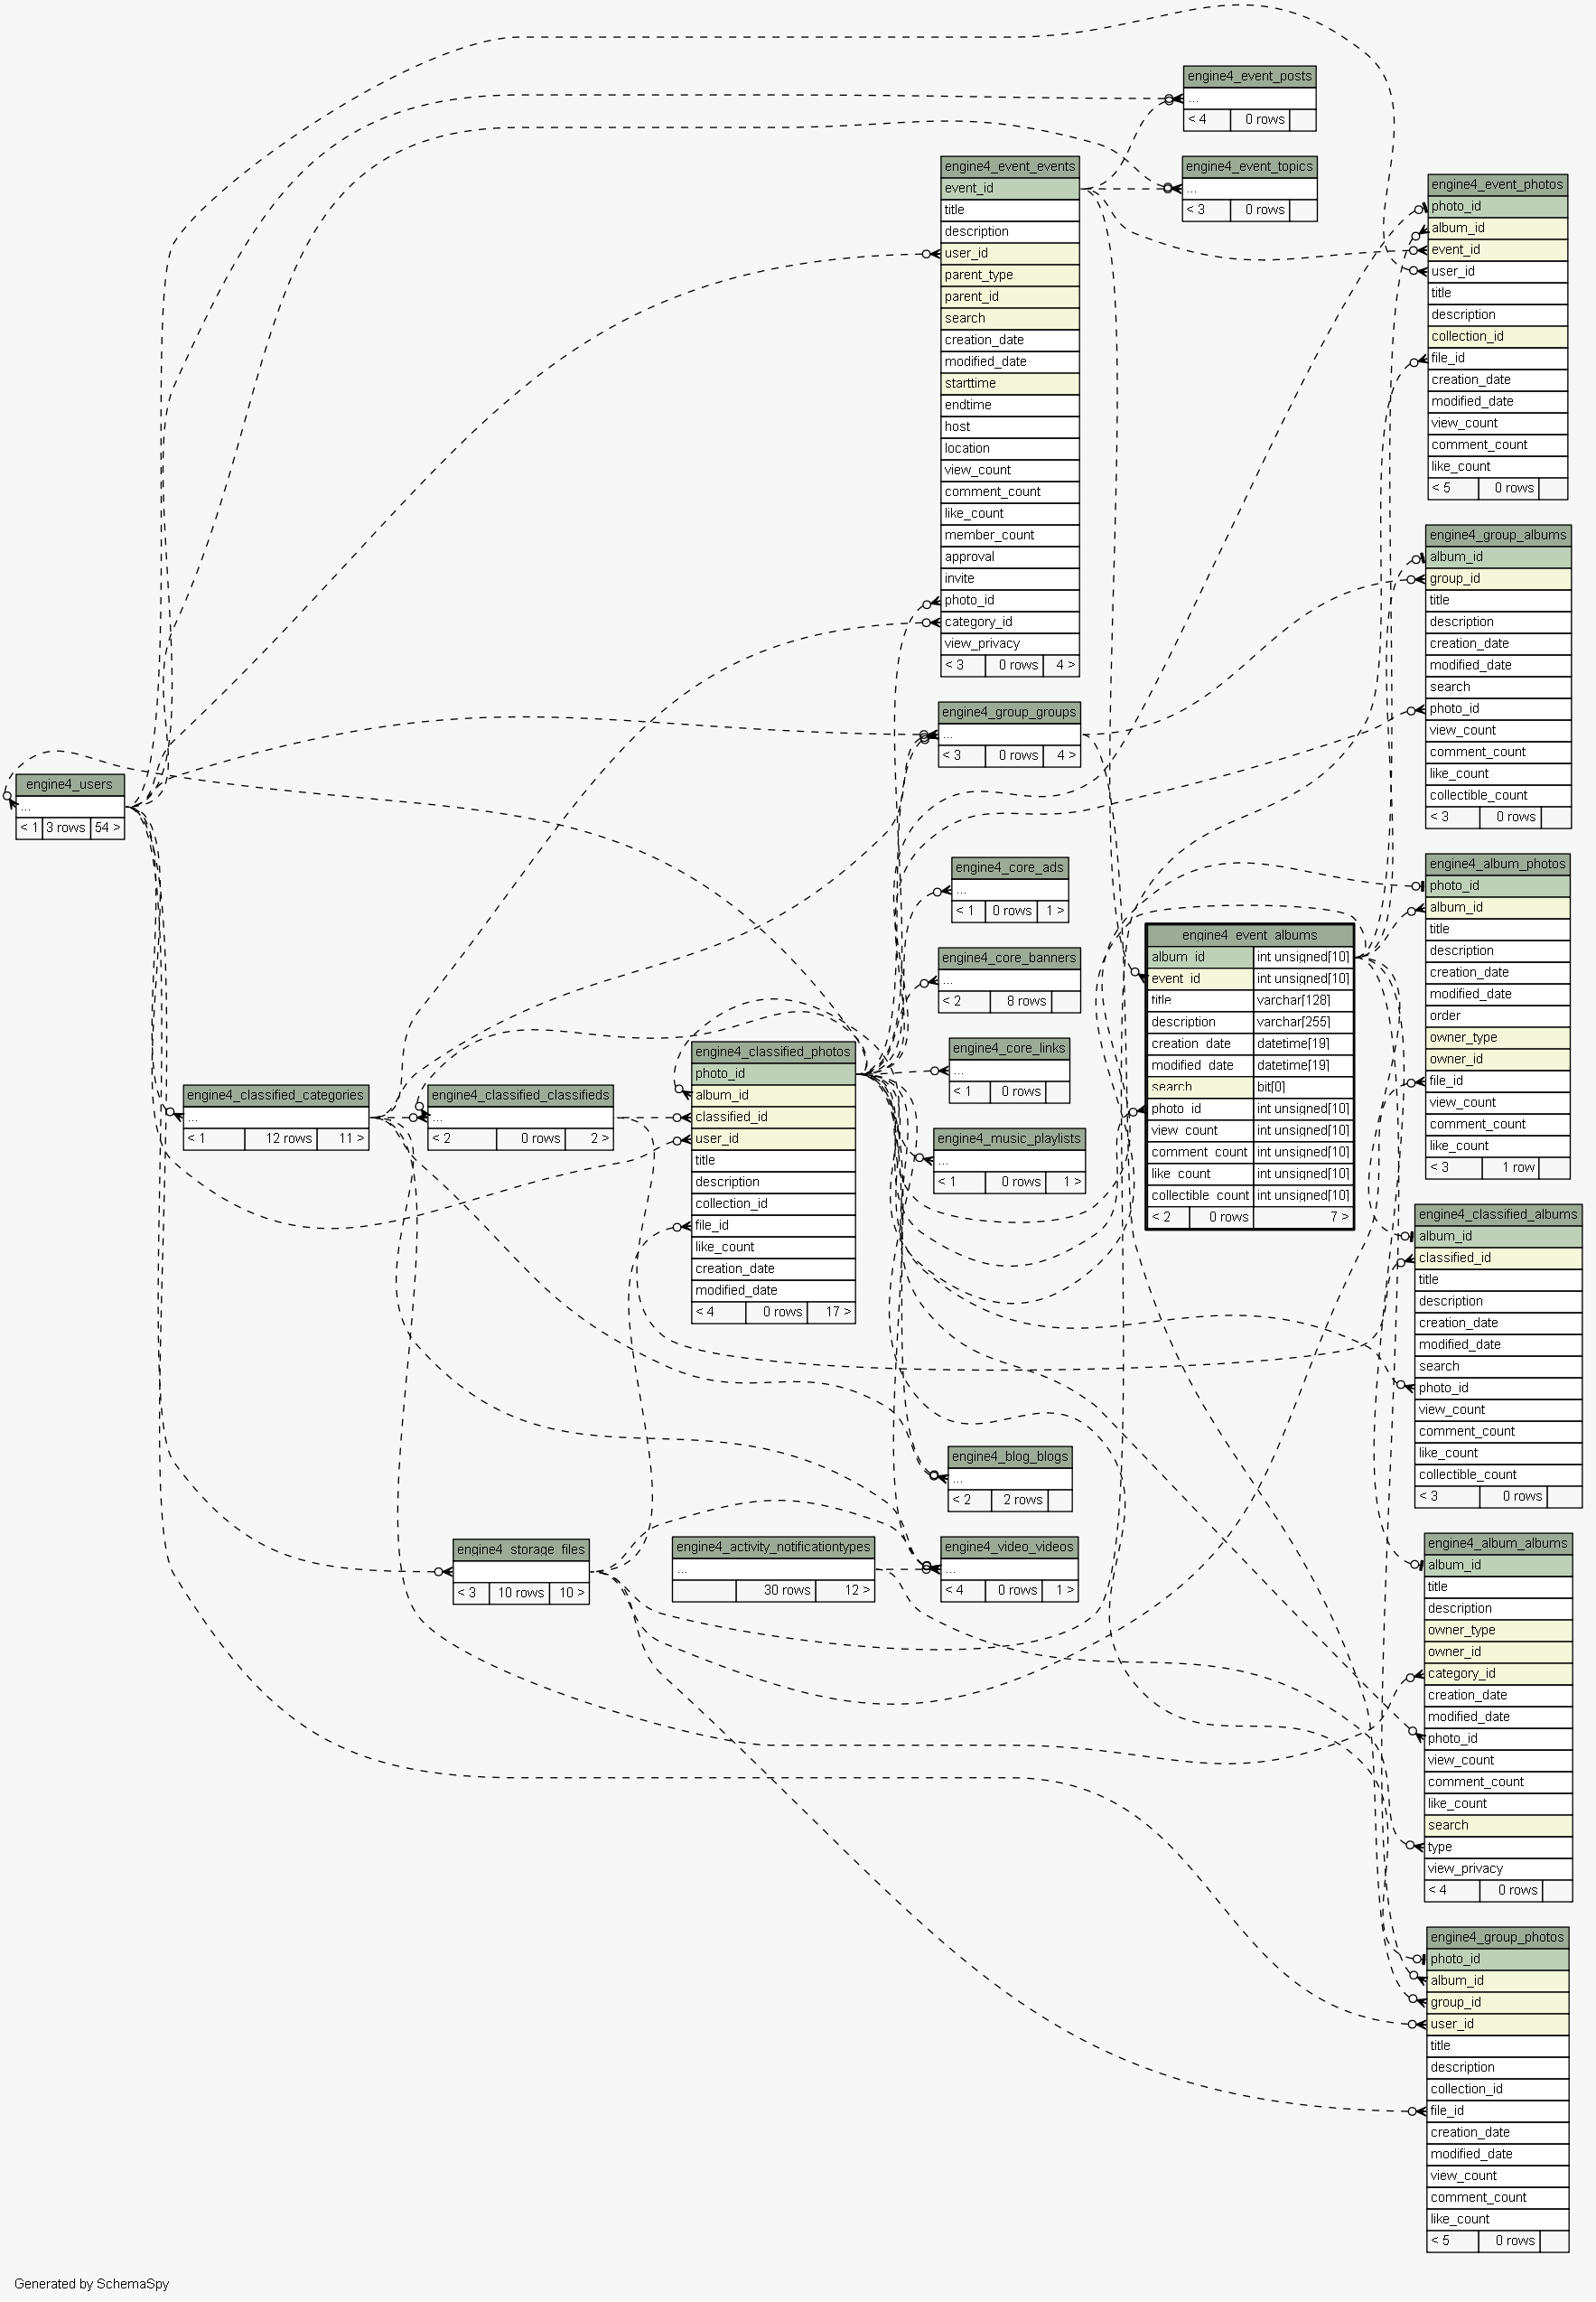 engine4_event_posts
...
< 4 0 rows
engine4_event_topics
...
< 3 0 rows
engine4_event_events
event_id
title
description
user_id
parent_type
parent_id
search
creation_date
modified_date
starttime
endtime
host
location
view_count
comment_count
like_count
member_count
approval
invite
photo_id
category_id
view_privacy
< 3 0 rows 4 >
engine4_event_photos
photo_id
album_id
event_id
user_id
title
description
collection_id
file_id
creation_date
modified_date
view_count
comment_count
like_count
< 5 0 rows
engine4_group_albums
album_id
group_id
title
description
creation_date
modified_date
search
photo_id
view_count
comment_count
like_count
collectible_count
< 3 0 rows
engine4_group_groups
...
< 3 0 rows 4 >
engine4_users
...
< 1 3 rows 54 >
engine4_core_ads
...
< 1 0 rows 1 >
engine4_album_photos
photo_id
album_id
title
description
creation_date
modified_date
order
owner_type
owner_id
file_id
view_count
comment_count
like_count
< 3 1 row
engine4_event_albums
album_id int unsigned[10]
event_id int unsigned[10]
title varchar[128]
description varchar[255]
creation_date datetime[19]
modified_date datetime[19]
search bit[0]
photo_id int unsigned[10]
view_count int unsigned[10]
comment_count int unsigned[10]
like_count int unsigned[10]
collectible_count int unsigned[10]
< 2 0 rows 7 >
engine4_core_banners
...
< 2 8 rows
engine4_core_links
...
< 1 0 rows
engine4_classified_photos
photo_id
album_id
classified_id
user_id
title
description
collection_id
file_id
like_count
creation_date
modified_date
< 4 0 rows 17 >
engine4_classified_categories
...
< 1 12 rows 11 >
engine4_classified_classifieds
...
< 2 0 rows 2 >
engine4_music_playlists
...
< 1 0 rows 1 >
engine4_classified_albums
album_id
classified_id
title
description
creation_date
modified_date
search
photo_id
view_count
comment_count
like_count
collectible_count
< 3 0 rows
engine4_blog_blogs
...
< 2 2 rows
engine4_storage_files
< 3 10 rows 10 >
engine4_activity_notificationtypes
...
30 rows 12 >
engine4_video_videos
...
< 4 0 rows 1 >
engine4_album_albums
album_id
title
description
owner_type
owner_id
category_id
creation_date
modified_date
photo_id
view_count
comment_count
like_count
search
type
view_privacy
< 4 0 rows
engine4_group_photos
photo_id
album_id
group_id
user_id
title
description
collection_id
file_id
creation_date
modified_date
view_count
comment_count
like_count
< 5 0 rows
Generated by SchemaSpy